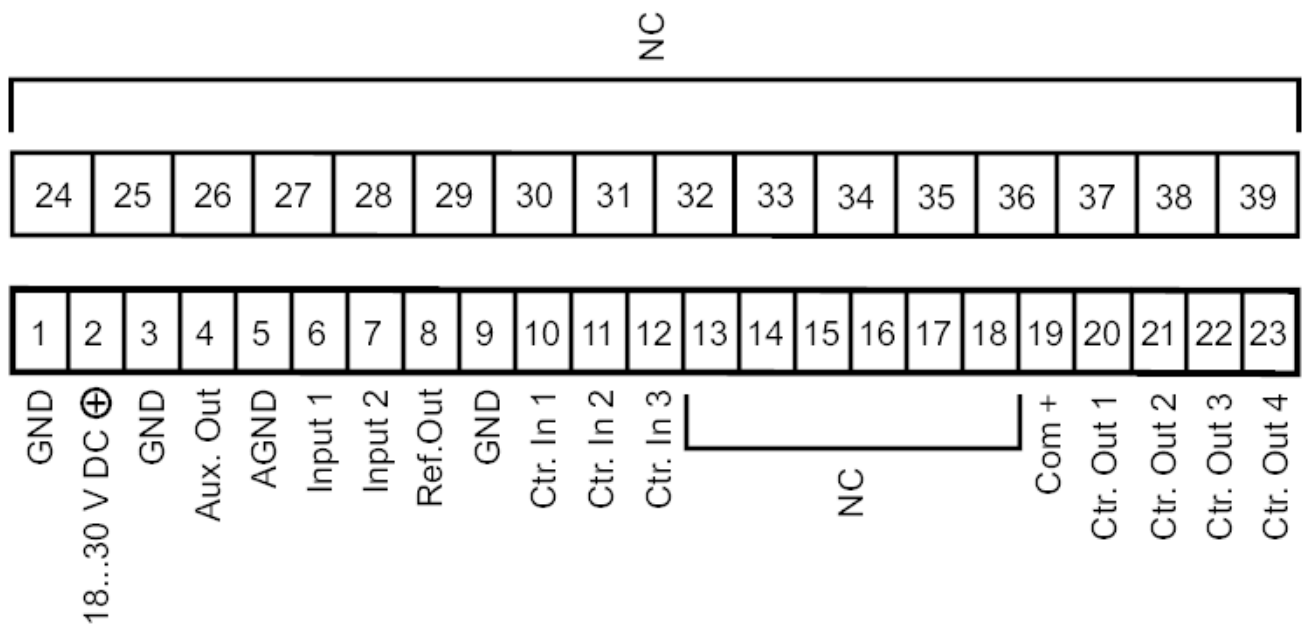 NC
24 25 26 27 28 29 30 31 32 33 34 35 36 37 38 39
1 2 3 4 5 6 7 8 9 10 11 12 13 14 15 16 17 18 19 20 21 22 23
GND
18...30 V DC ⊕
GND
Aux. Out
AGND
Input 1
Input 2
Ref.Out
GND
Ctr. In 1
Ctr. In 2
Ctr. In 3
NC
Com +
Ctr. Out 1
Ctr. Out 2
Ctr. Out 3
Ctr. Out 4